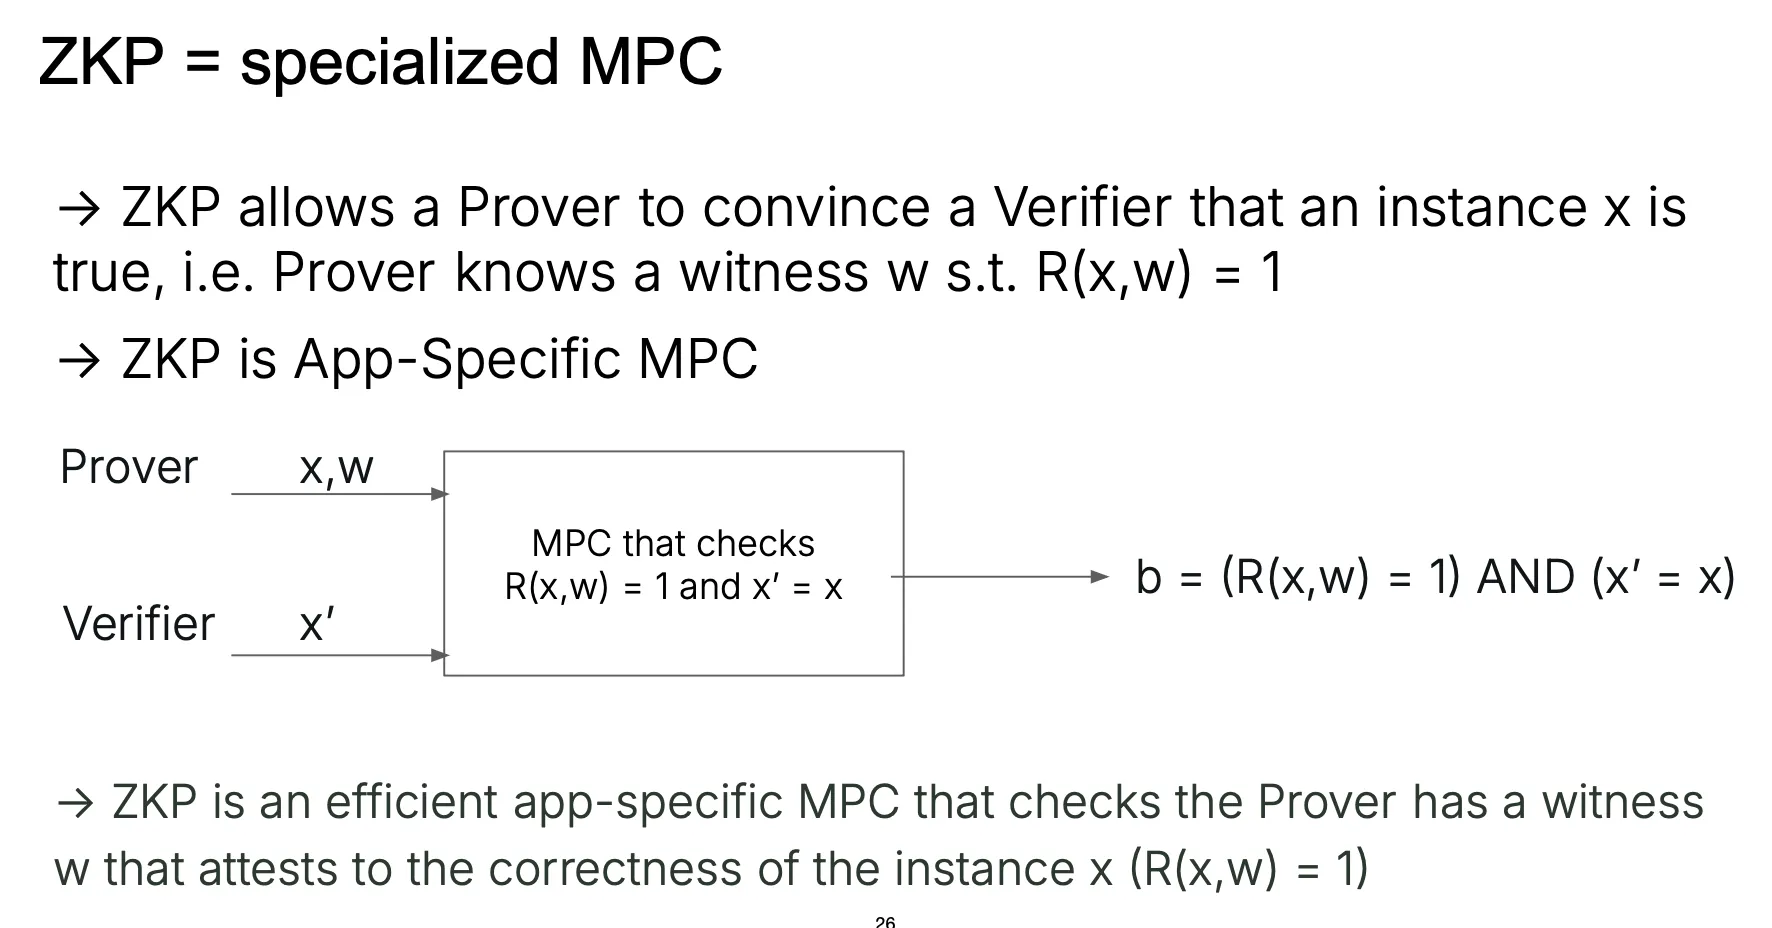 ZKP = specialized MPC
→ ZKP allows a Prover to convince a Verifier that an instance x is
true, i.e. Prover knows a witness w s.t. R(x,w) = 1
→ ZKP is App-Specific MPC
Prover x,w
MPC that checks
R(x,w) = 1 and x′ = x
b = (R(x,w) = 1) AND (x′ = x)
Verifier x′
→ ZKP is an efficient app-specific MPC that checks the Prover has a witness
w that attests to the correctness of the instance x (R(x,w) = 1)
26